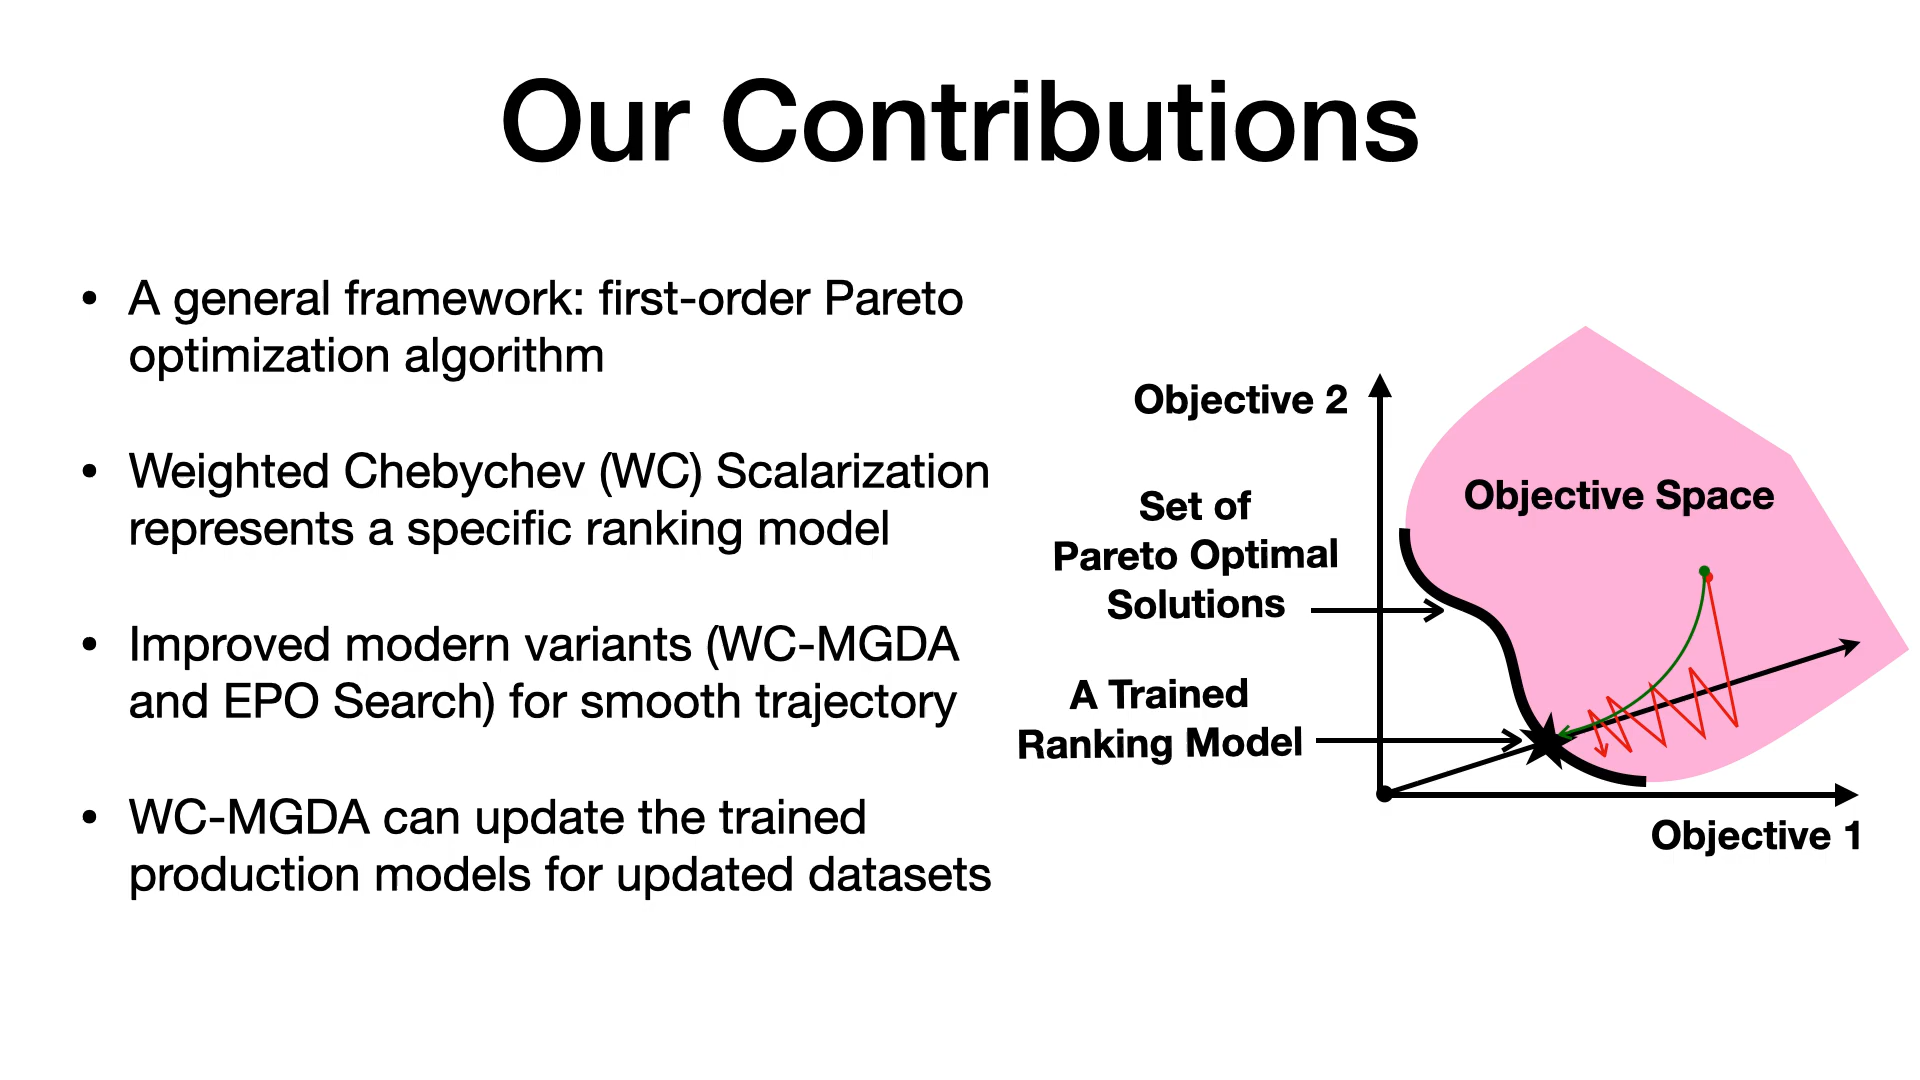 Our Contributions
• A general framework: first-order Pareto
optimization algorithm
• Weighted Chebychev (WC) Scalarization
represents a specific ranking model
• Improved modern variants (WC-MGDA
and EPO Search) for smooth trajectory
• WC-MGDA can update the trained
production models for updated datasets
Objective 2
Objective Space
Set of
Pareto Optimal
Solutions
A Trained
Ranking Model
Objective 1